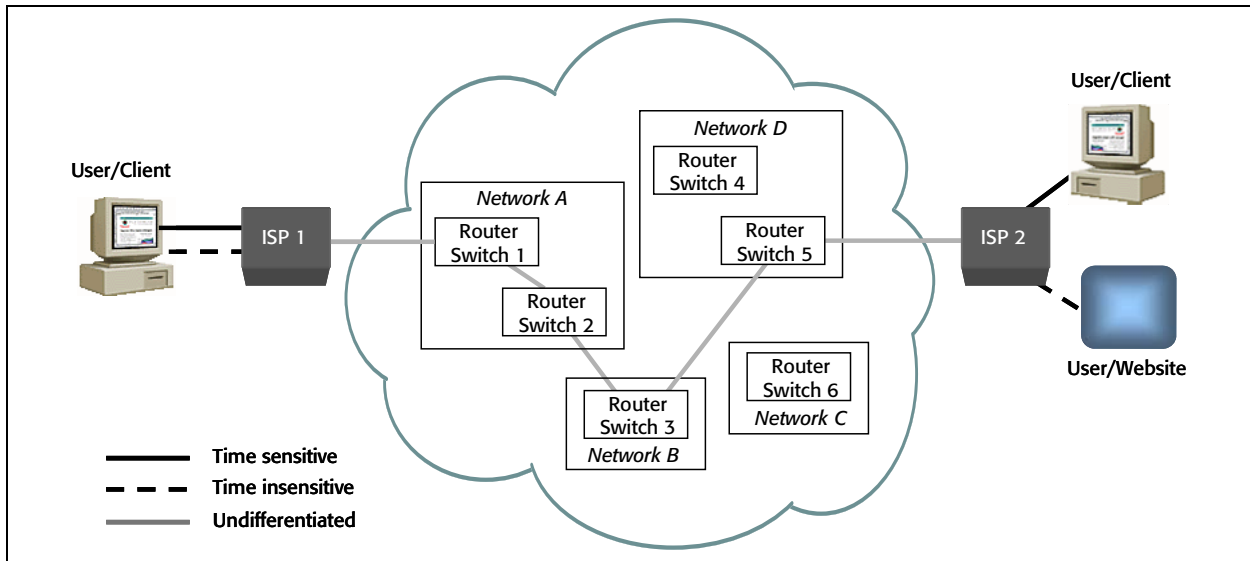 User/Client
ISP 1
Network A
Router
Switch 1
Router
Switch 2
Router
Switch 3
Network B
Network D
Router
Switch 4
Router
Switch 5
Router
Switch 6
Network C
ISP 2
User/Client
User/Website
Time sensitive
Time insensitive
Undifferentiated